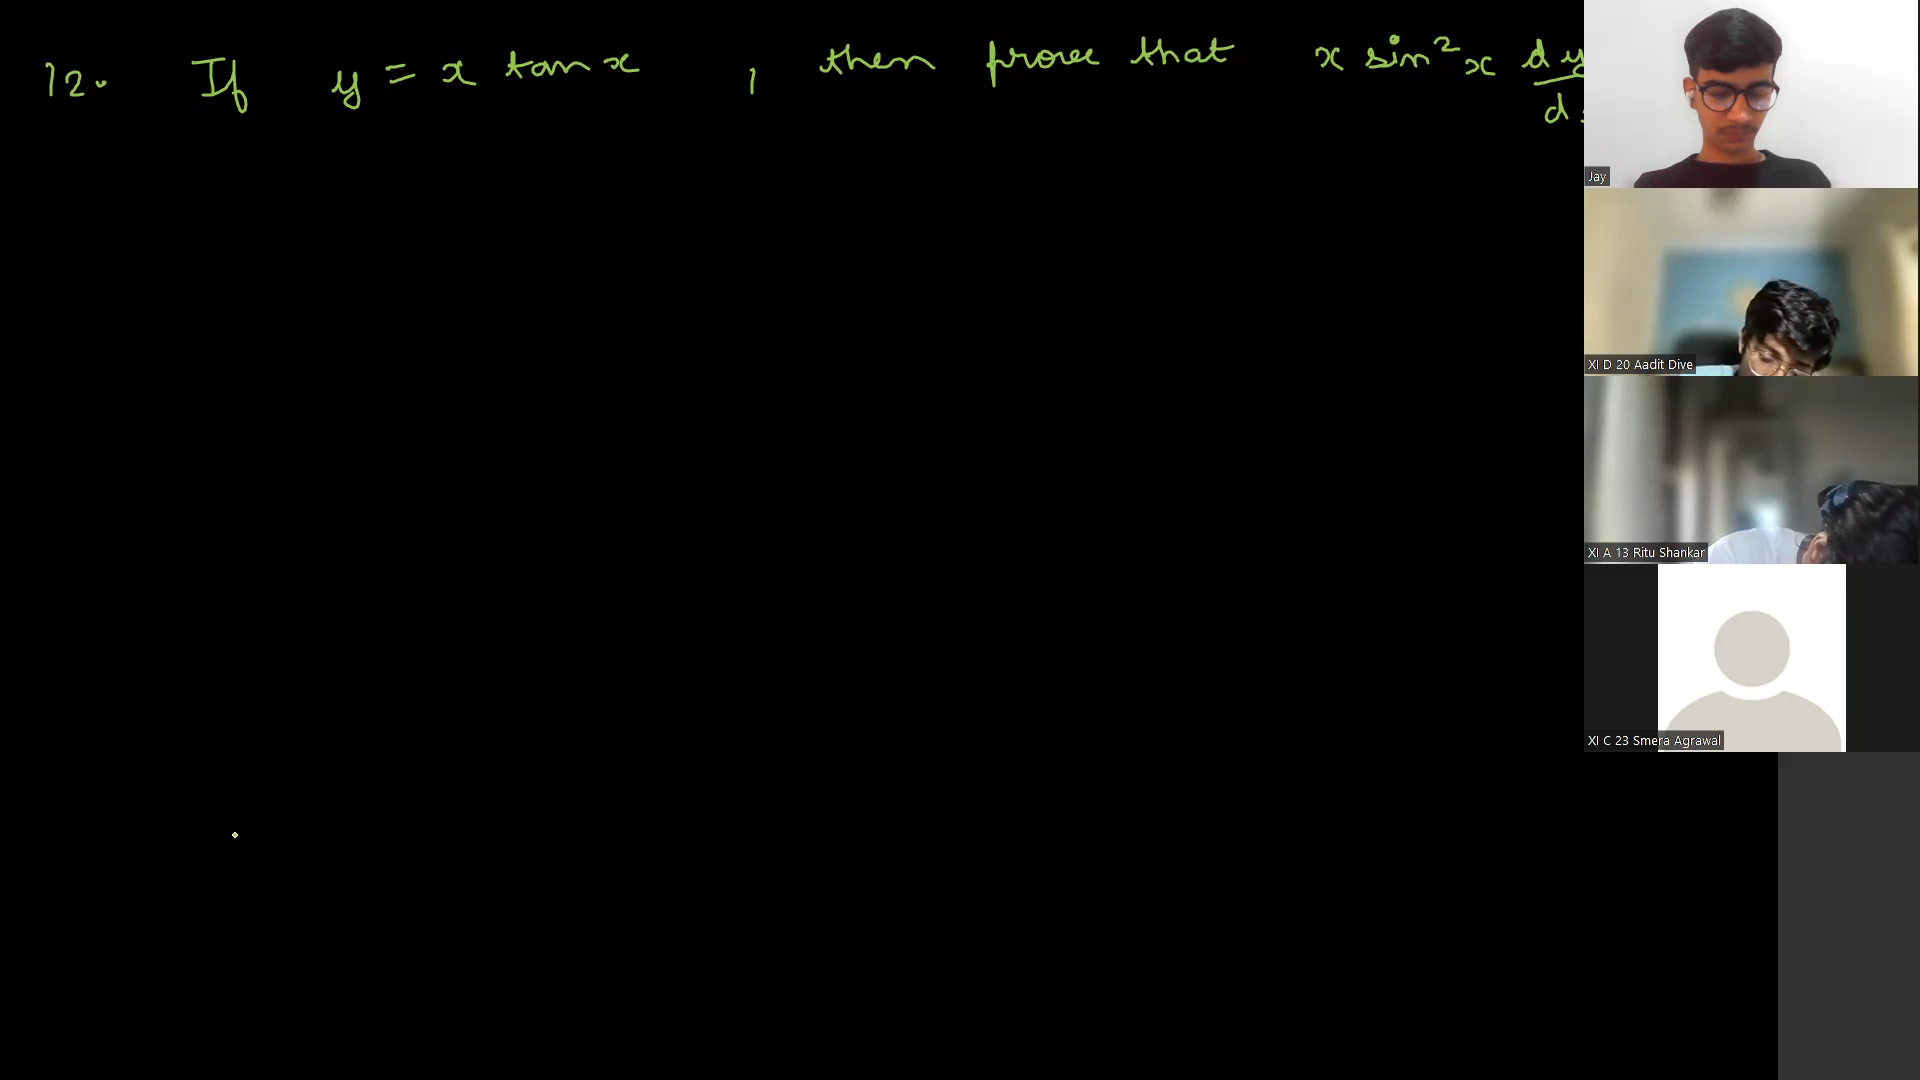 12. If y = x tan x , then prove that x sin²x dy/d
Jay
XI D 20 Aadit Dive
XI A 13 Ritu Shankar
XI C 23 Smera Agrawal